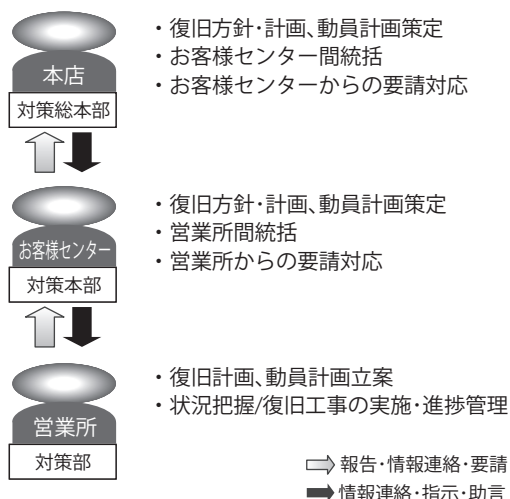 ・復旧方針・計画、動員計画策定
・お客様センター間統括
・お客様センターからの要請対応
本店
対策総本部
・復旧方針・計画、動員計画策定
・営業所間統括
・営業所からの要請対応
お客様センター
対策本部
・復旧計画、動員計画立案
・状況把握/復旧工事の実施・進捗管理
営業所
対策部
報告・情報連絡・要請
情報連絡・指示・助言